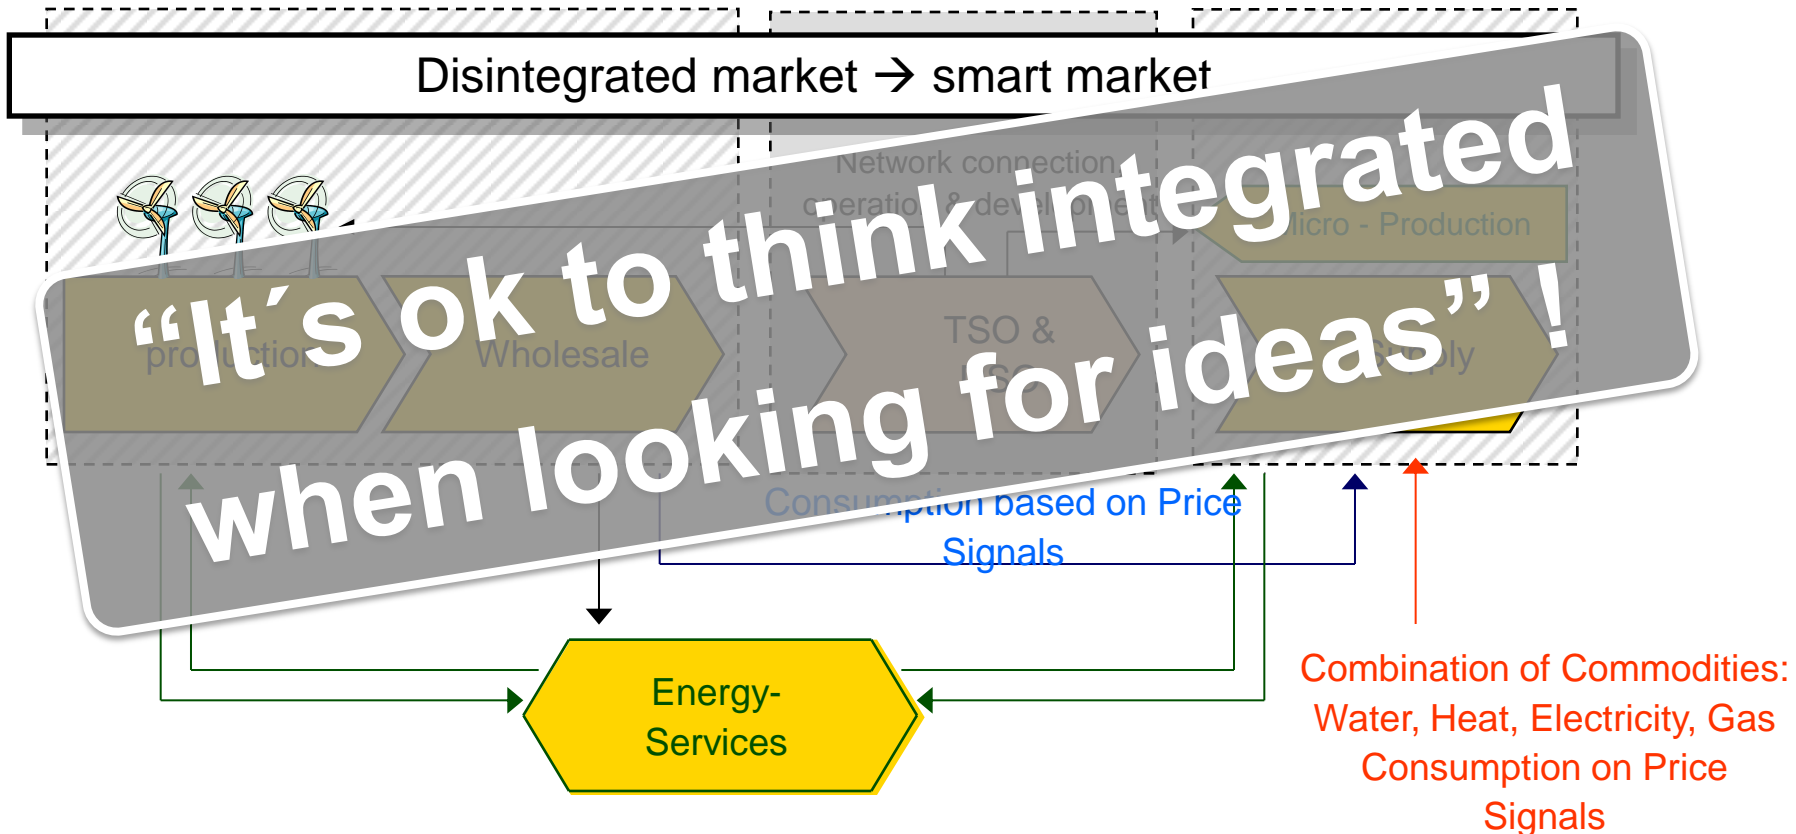 Disintegrated market → smart market
Network connection
operation & development
Micro - Production
production
Wholesale
TSO &
DSO
Supply
“It´s ok to think integrated
when looking for ideas” !
Consumption based on Price
Signals
Energy-
Services
Combination of Commodities:
Water, Heat, Electricity, Gas
Consumption on Price
Signals